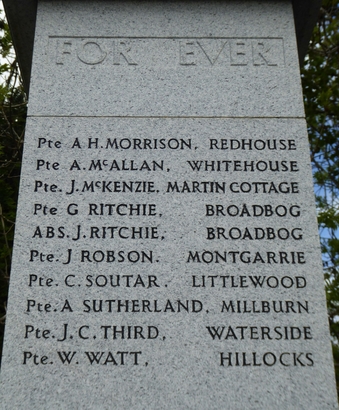 FOR EVER
Pte A H. MORRISON, REDHOUSE
Pte A. McALLAN, WHITEHOUSE
Pte. J. McKENZIE, MARTIN COTTAGE
Pte G RITCHIE, BROADBOG
ABS. J. RITCHIE, BROADBOG
Pte. J ROBSON. MONTGARRIE
Pte. C. SOUTAR. LITTLEWOOD
Pte. A SUTHERLAND, MILLBURN
Pte. J. C. THIRD, WATERSIDE
Pte. W. WATT, HILLOCKS